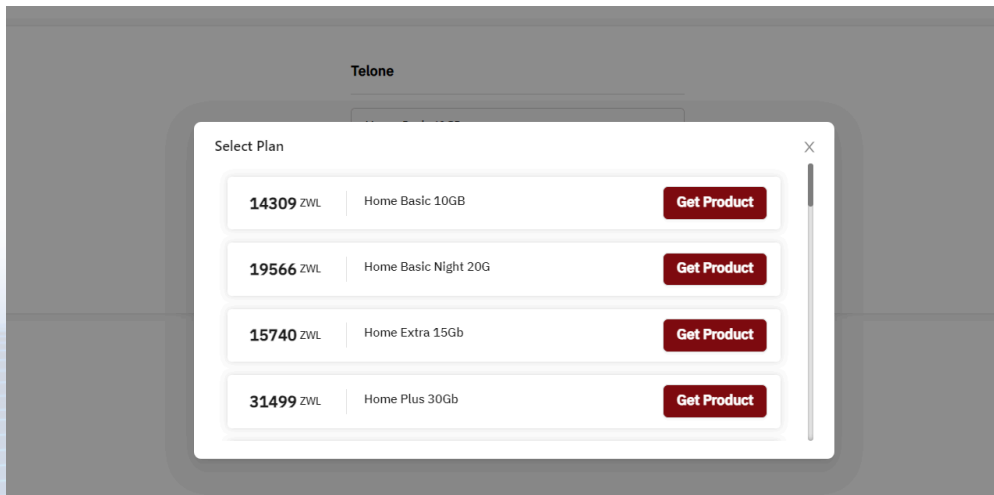 Telone
Select Plan
X
14309 ZWL Home Basic 10GB Get Product
19566 ZWL Home Basic Night 20G Get Product
15740 ZWL Home Extra 15Gb Get Product
31499 ZWL Home Plus 30Gb Get Product